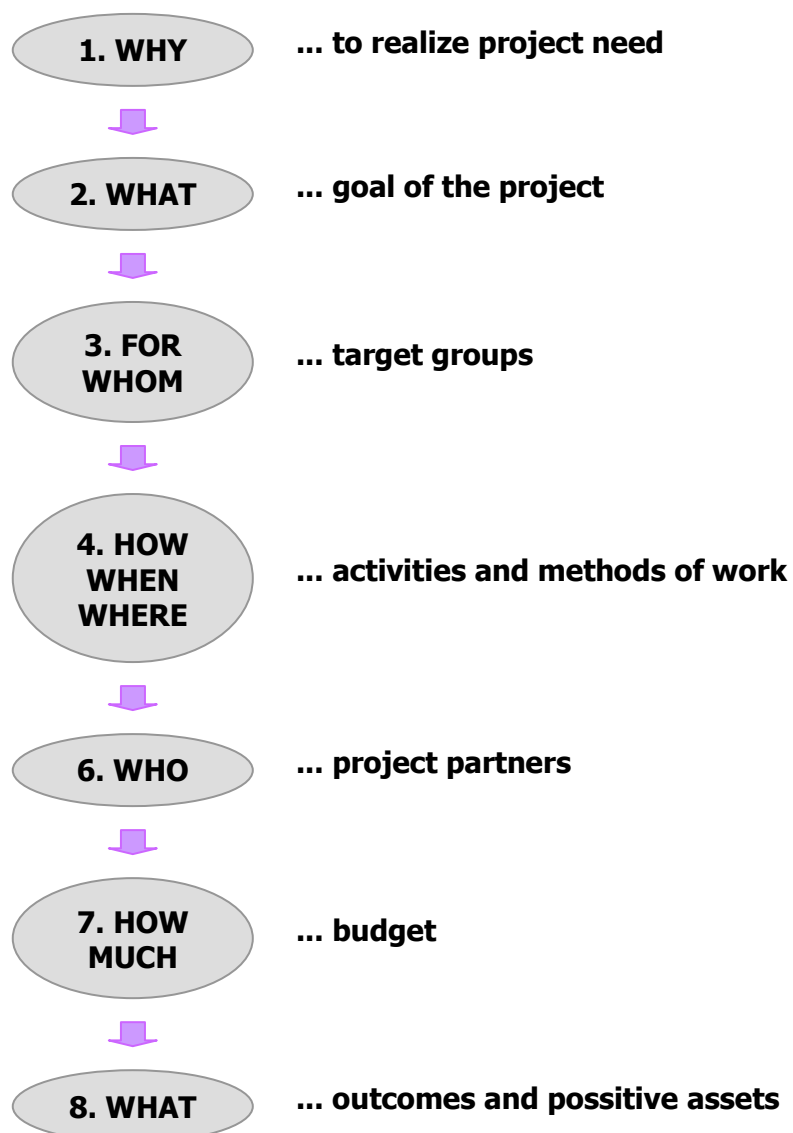 1. WHY ... to realize project need
2. WHAT ... goal of the project
3. FOR
WHOM
... target groups
4. HOW
WHEN
WHERE
... activities and methods of work
6. WHO ... project partners
7. HOW
MUCH
... budget
8. WHAT ... outcomes and possitive assets